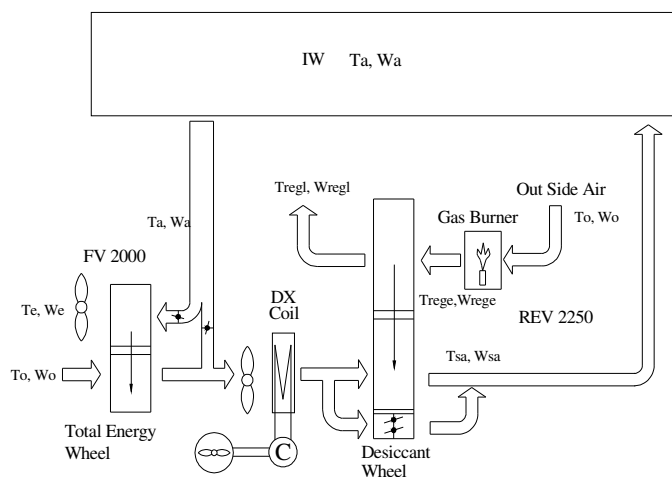 IW Ta, Wa
Tregl, Wregl
Out Side Air
Gas Burner
To, Wo
Ta, Wa
FV 2000
DX
Coil
Trege,Wrege
REV 2250
Te, We
Tsa, Wsa
To, Wo
C
Total Energy
Wheel
Desiccant
Wheel